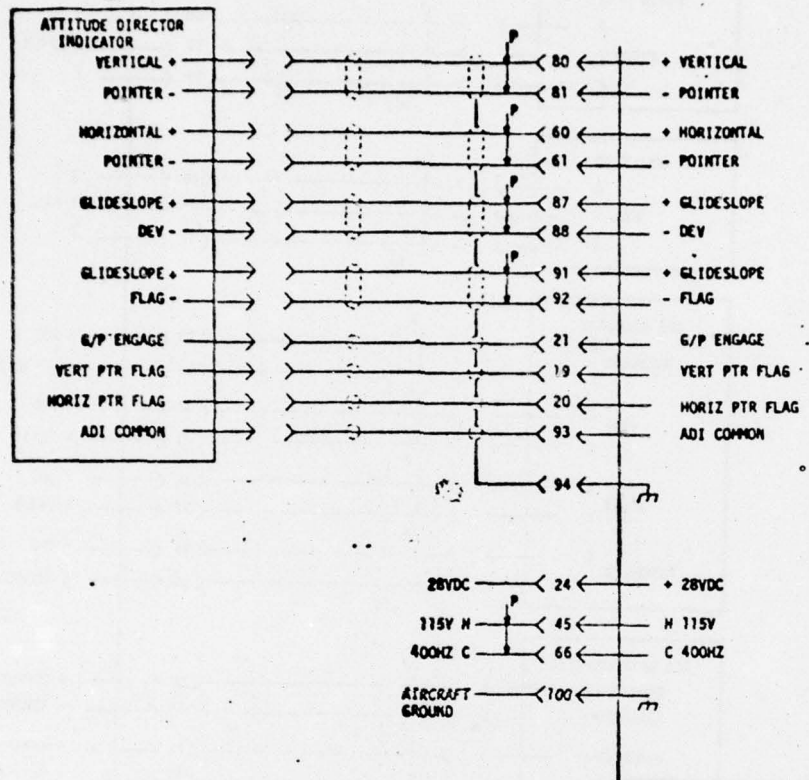 ATTITUDE DIRECTOR
INDICATOR
P
VERTICAL + 80 + VERTICAL
POINTER - 81 - POINTER
P
HORIZONTAL + 60 + HORIZONTAL
POINTER - 61 - POINTER
P
GLIDESLOPE + 87 + GLIDESLOPE
DEV - 88 - DEV
P
GLIDESLOPE + 91 + GLIDESLOPE
FLAG - 92 - FLAG
G/P ENGAGE 21 G/P ENGAGE
VERT PTR FLAG 19 VERT PTR FLAG
HORIZ PTR FLAG 20 HORIZ PTR FLAG
ADI COMMON 93 ADI COMMON
94
28VDC 24 + 28VDC
P
115V H 45 H 115V
400HZ C 66 C 400HZ
AIRCRAFT 100
GROUND